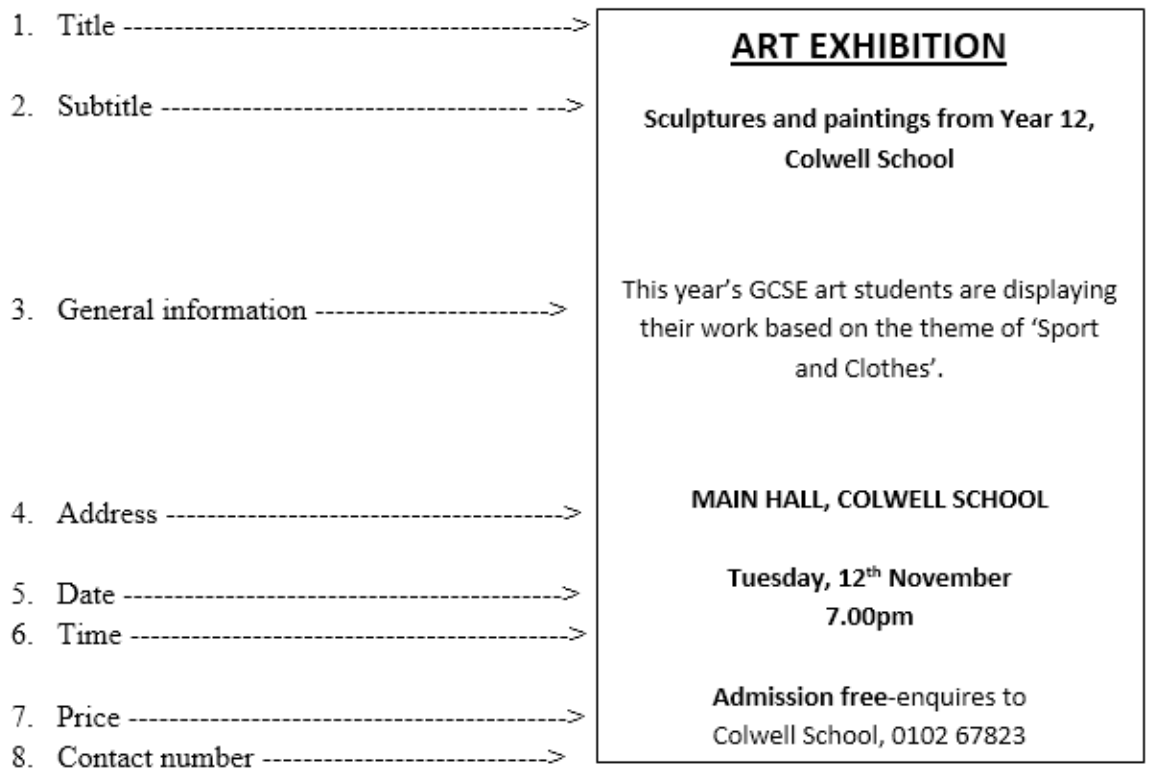 1. Title ------------------------------------------->
ART EXHIBITION
2. Subtitle ----------------------------------- --->
Sculptures and paintings from Year 12,
Colwell School
3. General information ----------------------->
This year's GCSE art students are displaying
their work based on the theme of 'Sport
and Clothes'.
4. Address --------------------------------------->
MAIN HALL, COLWELL SCHOOL
5. Date ------------------------------------------->
Tuesday, 12th November
6. Time ------------------------------------------->
7.00pm
7. Price ------------------------------------------->
Admission free-enquires to
8. Contact number ---------------------------->
Colwell School, 0102 67823